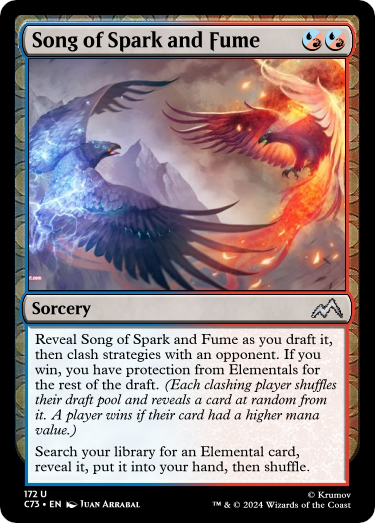 Song of Spark and Fume
Sorcery
Reveal Song of Spark and Fume as you draft it,
then clash strategies with an opponent. If you
win, you have protection from Elementals for
the rest of the draft. (Each clashing player shuffles
their draft pool and reveals a card at random from
it. A player wins if their card had a higher mana
value.)
Search your library for an Elemental card,
reveal it, put it into your hand, then shuffle.
172 U
© Krumov
C73 • EN Juan Arrabal
™ & © 2024 Wizards of the Coast